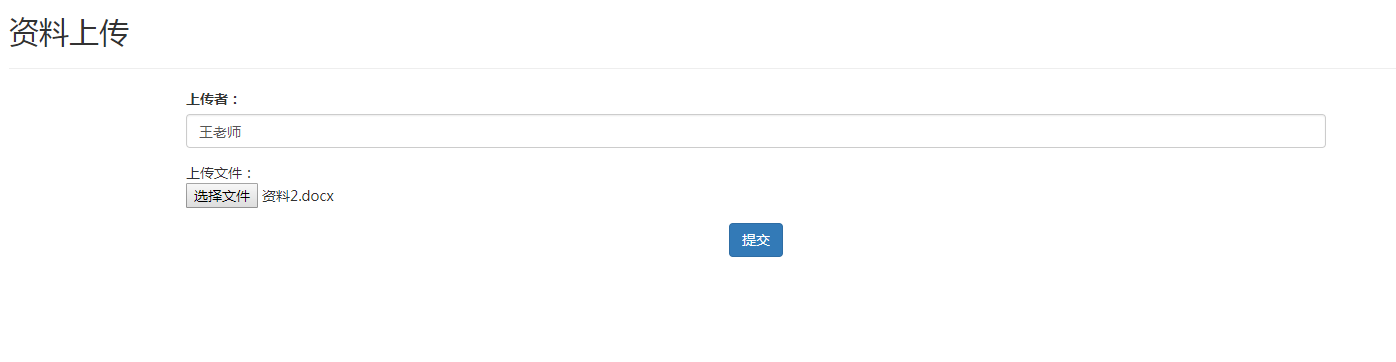 资料上传
上传者：
王老师
上传文件：
选择文件 资料2.docx
提交